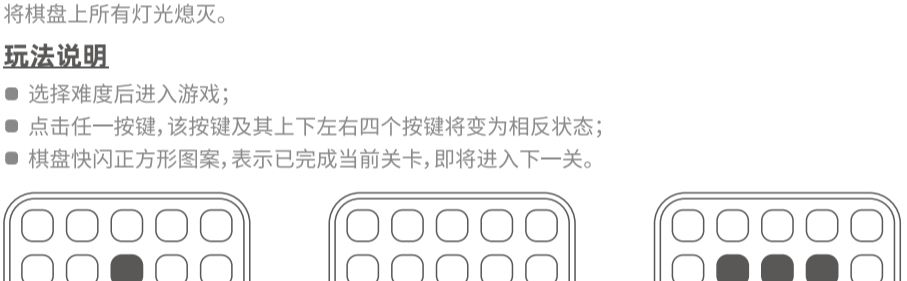 将棋盘上所有灯光熄灭。
玩法说明
选择难度后进入游戏；
点击任一按键，该按键及其上下左右四个按键将变为相反状态；
棋盘快闪正方形图案，表示已完成当前关卡，即将进入下一关。